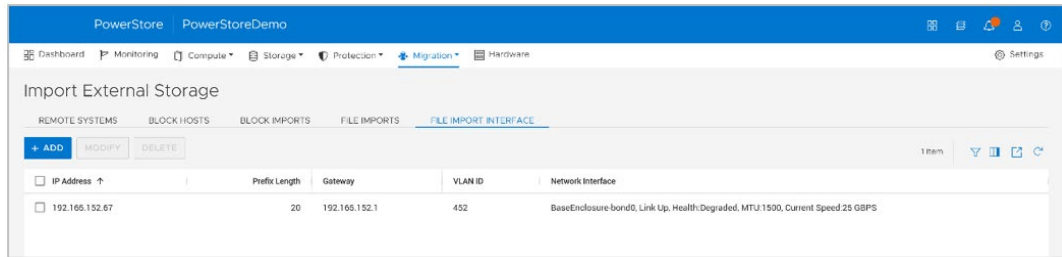 PowerStore PowerStoreDemo
Dashboard Monitoring Compute Storage Protection Migration Hardware Settings
Import External Storage
REMOTE SYSTEMS BLOCK HOSTS BLOCK IMPORTS FILE IMPORTS FILE IMPORT INTERFACE
+ ADD MODIFY DELETE 1 Item
IP Address ↑ Prefix Length Gateway VLAN ID Network Interface
192.165.152.67 20 192.165.152.1 452 BaseEnclosure-bond0, Link Up, Health:Degraded, MTU:1500, Current Speed:25 GBPS